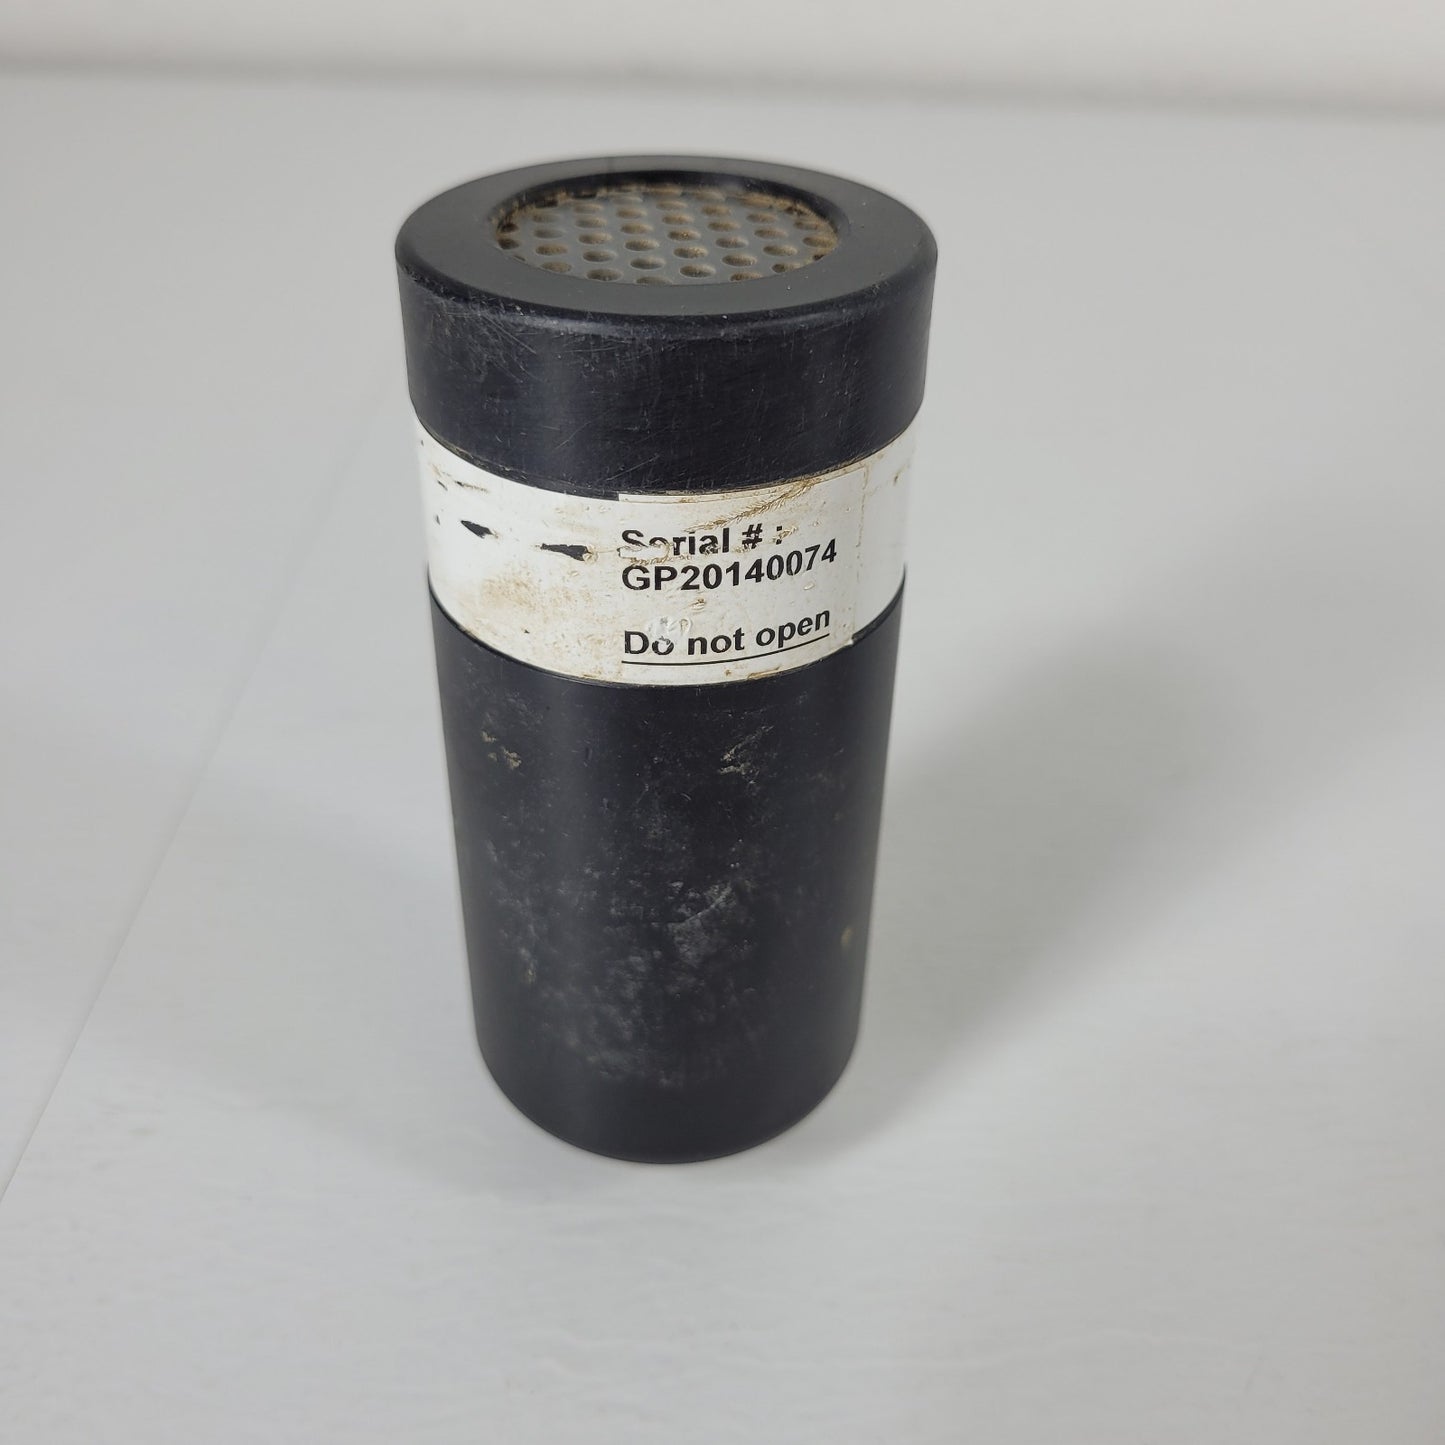 Serial # :
GP20140074
Do not open